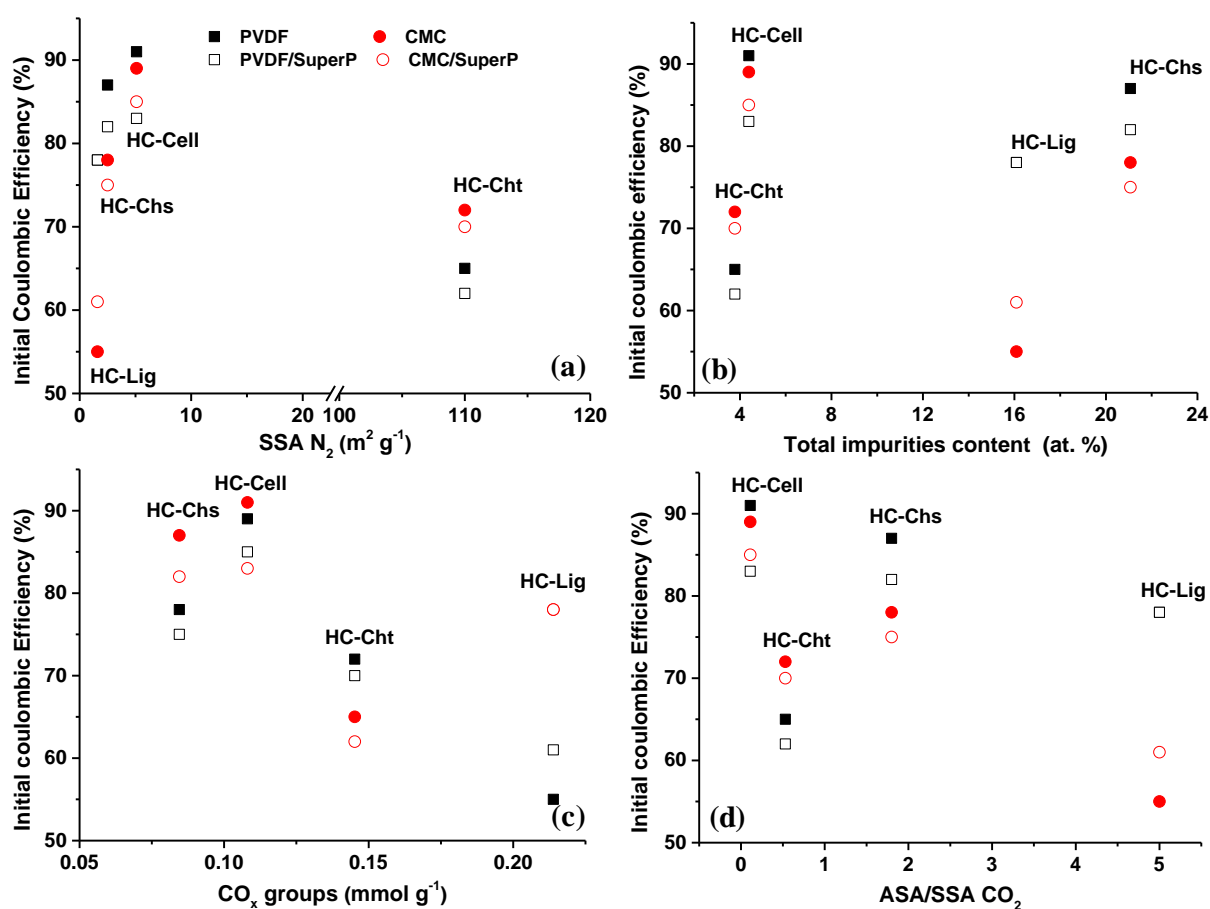 PVDF CMC
PVDF/SuperP CMC/SuperP
Initial Coulombic Efficiency (%)
90
80
70
60
50
HC-Cell
HC-Chs
HC-Cht
HC-Lig
(a)
0 10 20 100 110 120
SSA N₂ (m² g⁻¹)
Initial coulombic efficiency (%)
90
80
70
60
50
HC-Cell
HC-Chs
HC-Lig
HC-Cht
(b)
4 8 12 16 20 24
Total impurities content (at. %)
Initial coulombic Efficiency (%)
90
80
70
60
50
HC-Cell
HC-Chs
HC-Lig
HC-Cht
(c)
0.05 0.10 0.15 0.20
COₓ groups (mmol g⁻¹)
Initial coulombic Efficiency (%)
90
80
70
60
50
HC-Cell
HC-Chs
HC-Lig
HC-Cht
(d)
0 1 2 3 4 5
ASA/SSA CO₂